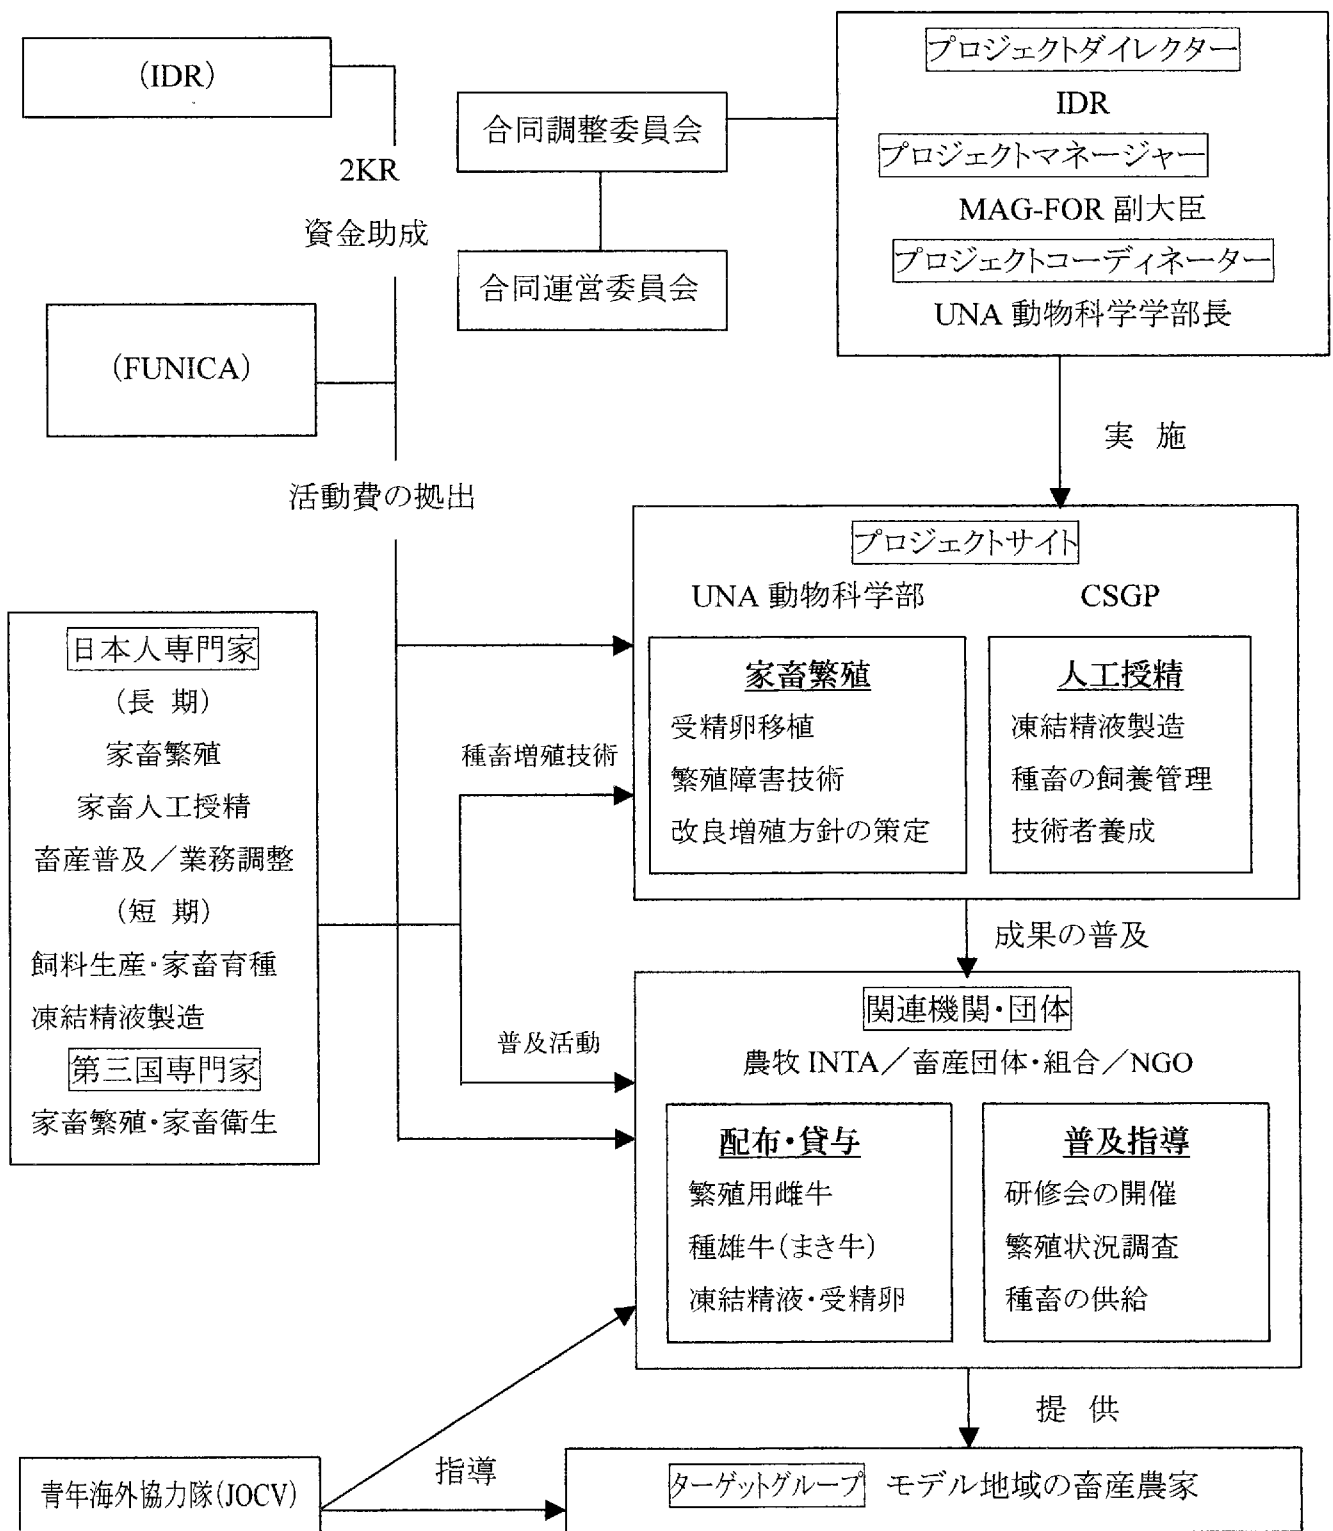 (IDR)
2KR
資金助成
(FUNICA)
活動費の拠出
合同調整委員会
合同運営委員会
プロジェクトダイレクター
IDR
プロジェクトマネージャー
MAG-FOR 副大臣
プロジェクトコーディネーター
UNA 動物科学学部長
実 施
プロジェクトサイト
UNA 動物科学部 CSGP
家畜繁殖
受精卵移植
繁殖障害技術
改良増殖方針の策定
人工授精
凍結精液製造
種畜の飼養管理
技術者養成
日本人専門家
(長 期)
家畜繁殖
家畜人工授精
畜産普及／業務調整
(短 期)
飼料生産・家畜育種
凍結精液製造
第三国専門家
家畜繁殖・家畜衛生
種畜増殖技術
普及活動
成果の普及
関連機関・団体
農牧 INTA／畜産団体・組合／NGO
配布・貸与
繁殖用雌牛
種雄牛(まき牛)
凍結精液・受精卵
普及指導
研修会の開催
繁殖状況調査
種畜の供給
提 供
青年海外協力隊(JOCV)
指導
ターゲットグループ モデル地域の畜産農家